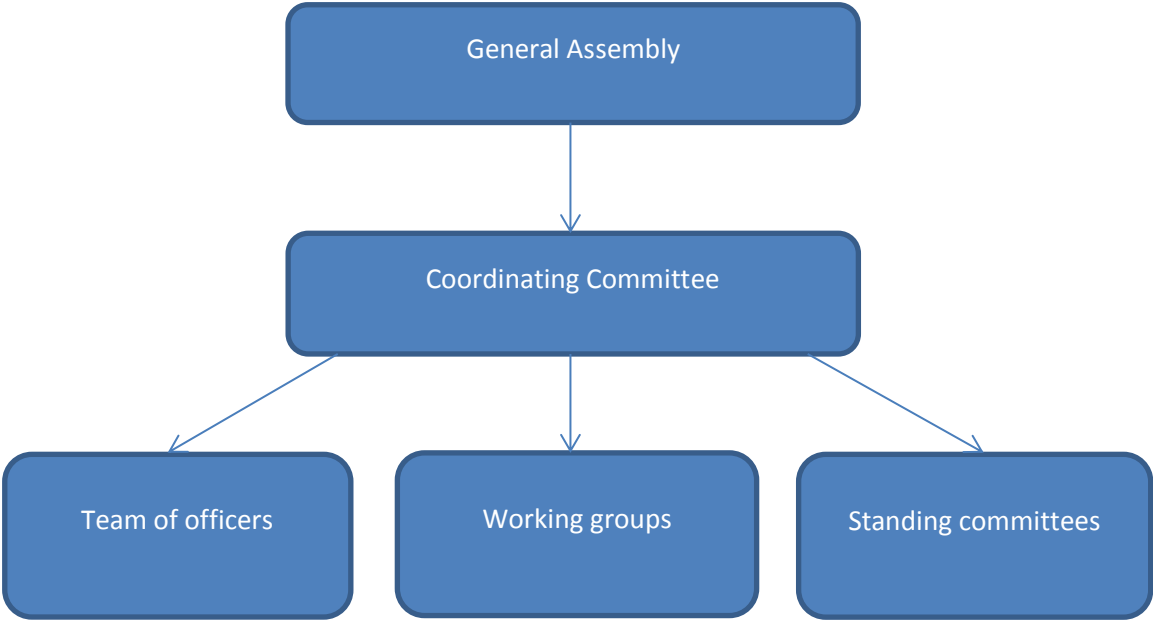 General Assembly
Coordinating Committee
Team of officers
Working groups
Standing committees